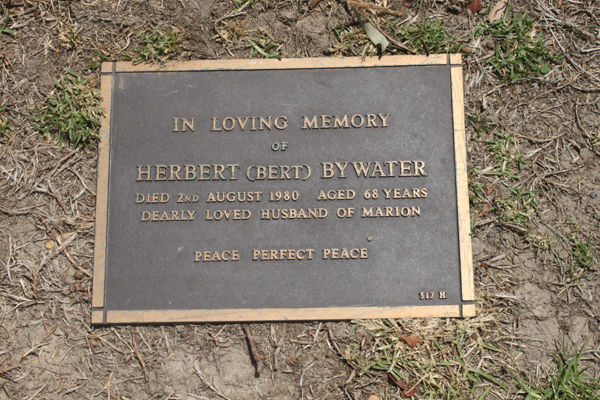 IN LOVING MEMORY
OF
HERBERT (BERT) BYWATER
DIED 2ND AUGUST 1980 AGED 68 YEARS
DEARLY LOVED HUSBAND OF MARION
PEACE PERFECT PEACE
317 H